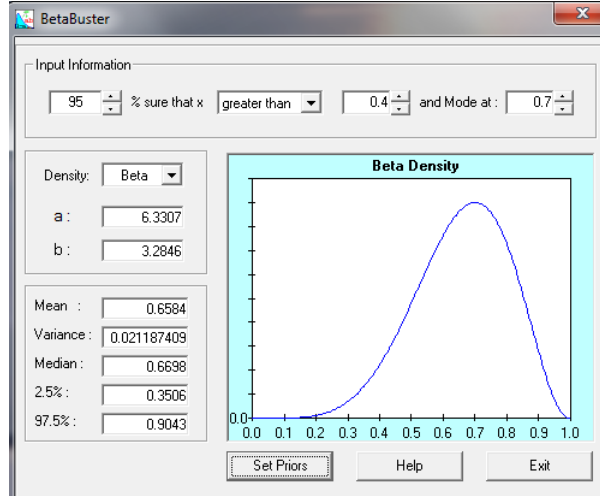 BetaBuster
Input Information
95 % sure that x greater than 0.4 and Mode at : 0.7
Density: Beta
a : 6.3307
b : 3.2846
Mean : 0.6584
Variance : 0.021187409
Median : 0.6698
2.5% : 0.3506
97.5% : 0.9043
Beta Density
0.0
0.0 0.1 0.2 0.3 0.4 0.5 0.6 0.7 0.8 0.9 1.0
Set Priors Help Exit